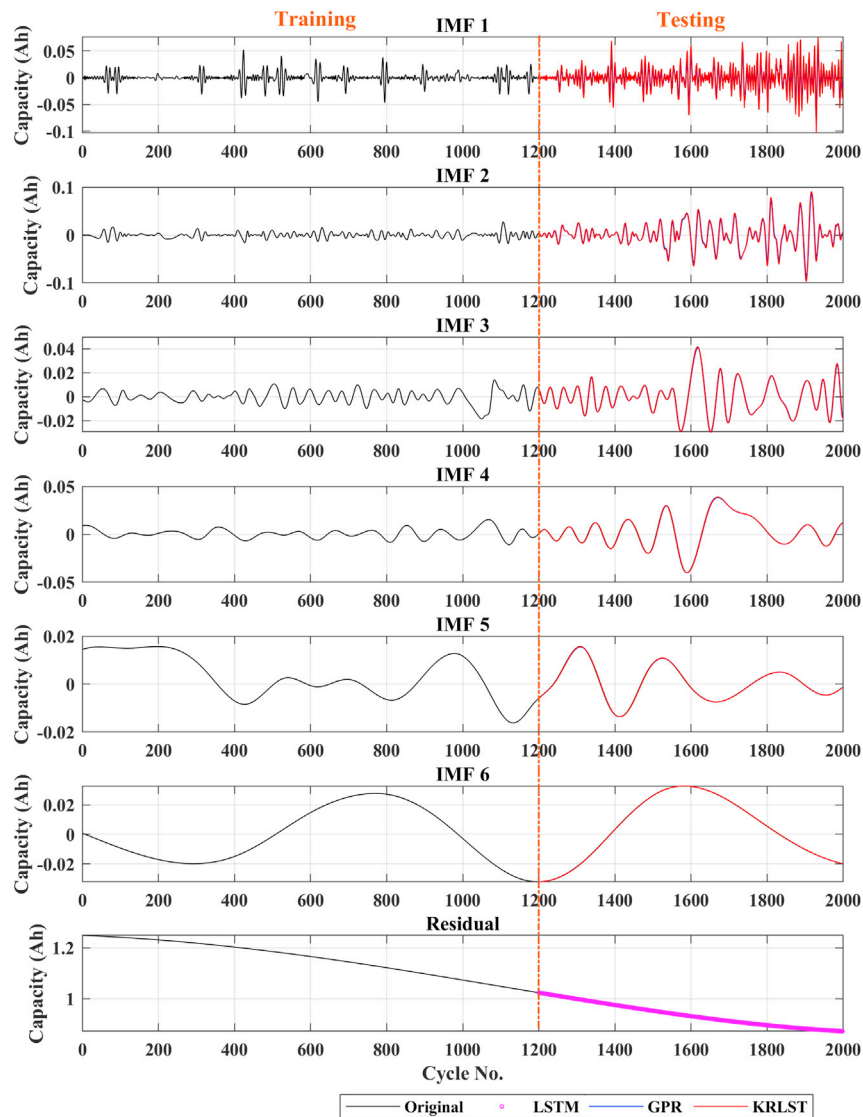 Training Testing
IMF 1
Capacity (Ah)
0.05
0
-0.05
-0.1
0 200 400 600 800 1000 1200 1400 1600 1800 2000
IMF 2
Capacity (Ah)
0.1
0
-0.1
0 200 400 600 800 1000 1200 1400 1600 1800 2000
IMF 3
Capacity (Ah)
0.04
0.02
0
-0.02
0 200 400 600 800 1000 1200 1400 1600 1800 2000
IMF 4
Capacity (Ah)
0.05
0
-0.05
0 200 400 600 800 1000 1200 1400 1600 1800 2000
IMF 5
Capacity (Ah)
0.02
0
-0.02
0 200 400 600 800 1000 1200 1400 1600 1800 2000
IMF 6
Capacity (Ah)
0.02
0
-0.02
0 200 400 600 800 1000 1200 1400 1600 1800 2000
Residual
Capacity (Ah)
1.2
1
0 200 400 600 800 1000 1200 1400 1600 1800 2000
Cycle No.
Original LSTM GPR KRLST